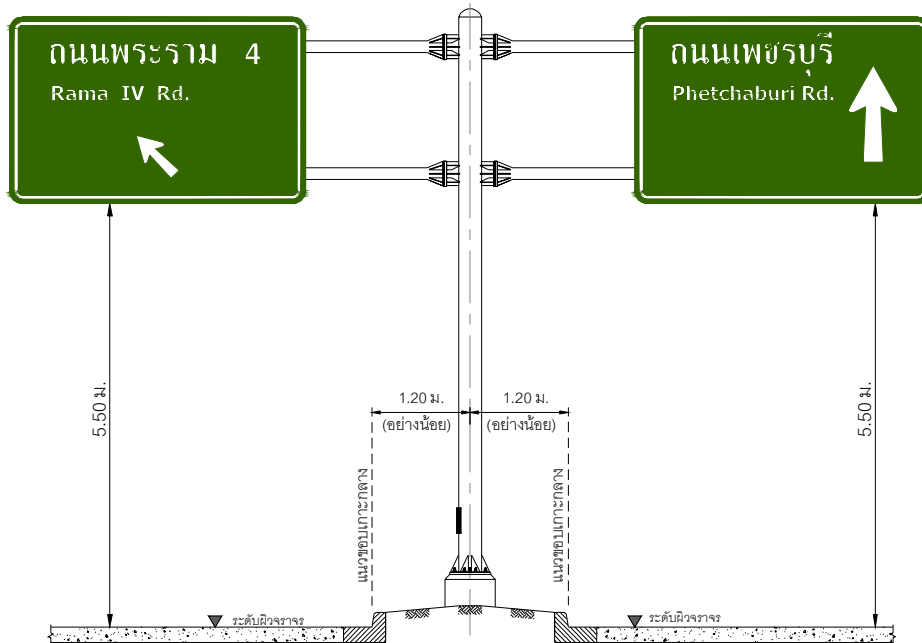 ถนนพระราม 4
Rama IV Rd.
ถนนเพชรบุรี
Phetchaburi Rd.
5.50 ม.
1.20 ม.
(อย่างน้อย)
1.20 ม.
(อย่างน้อย)
5.50 ม.
แนวขอบเกาะกลาง
แนวขอบเกาะกลาง
ระดับผิวจราจร
ระดับผิวจราจร